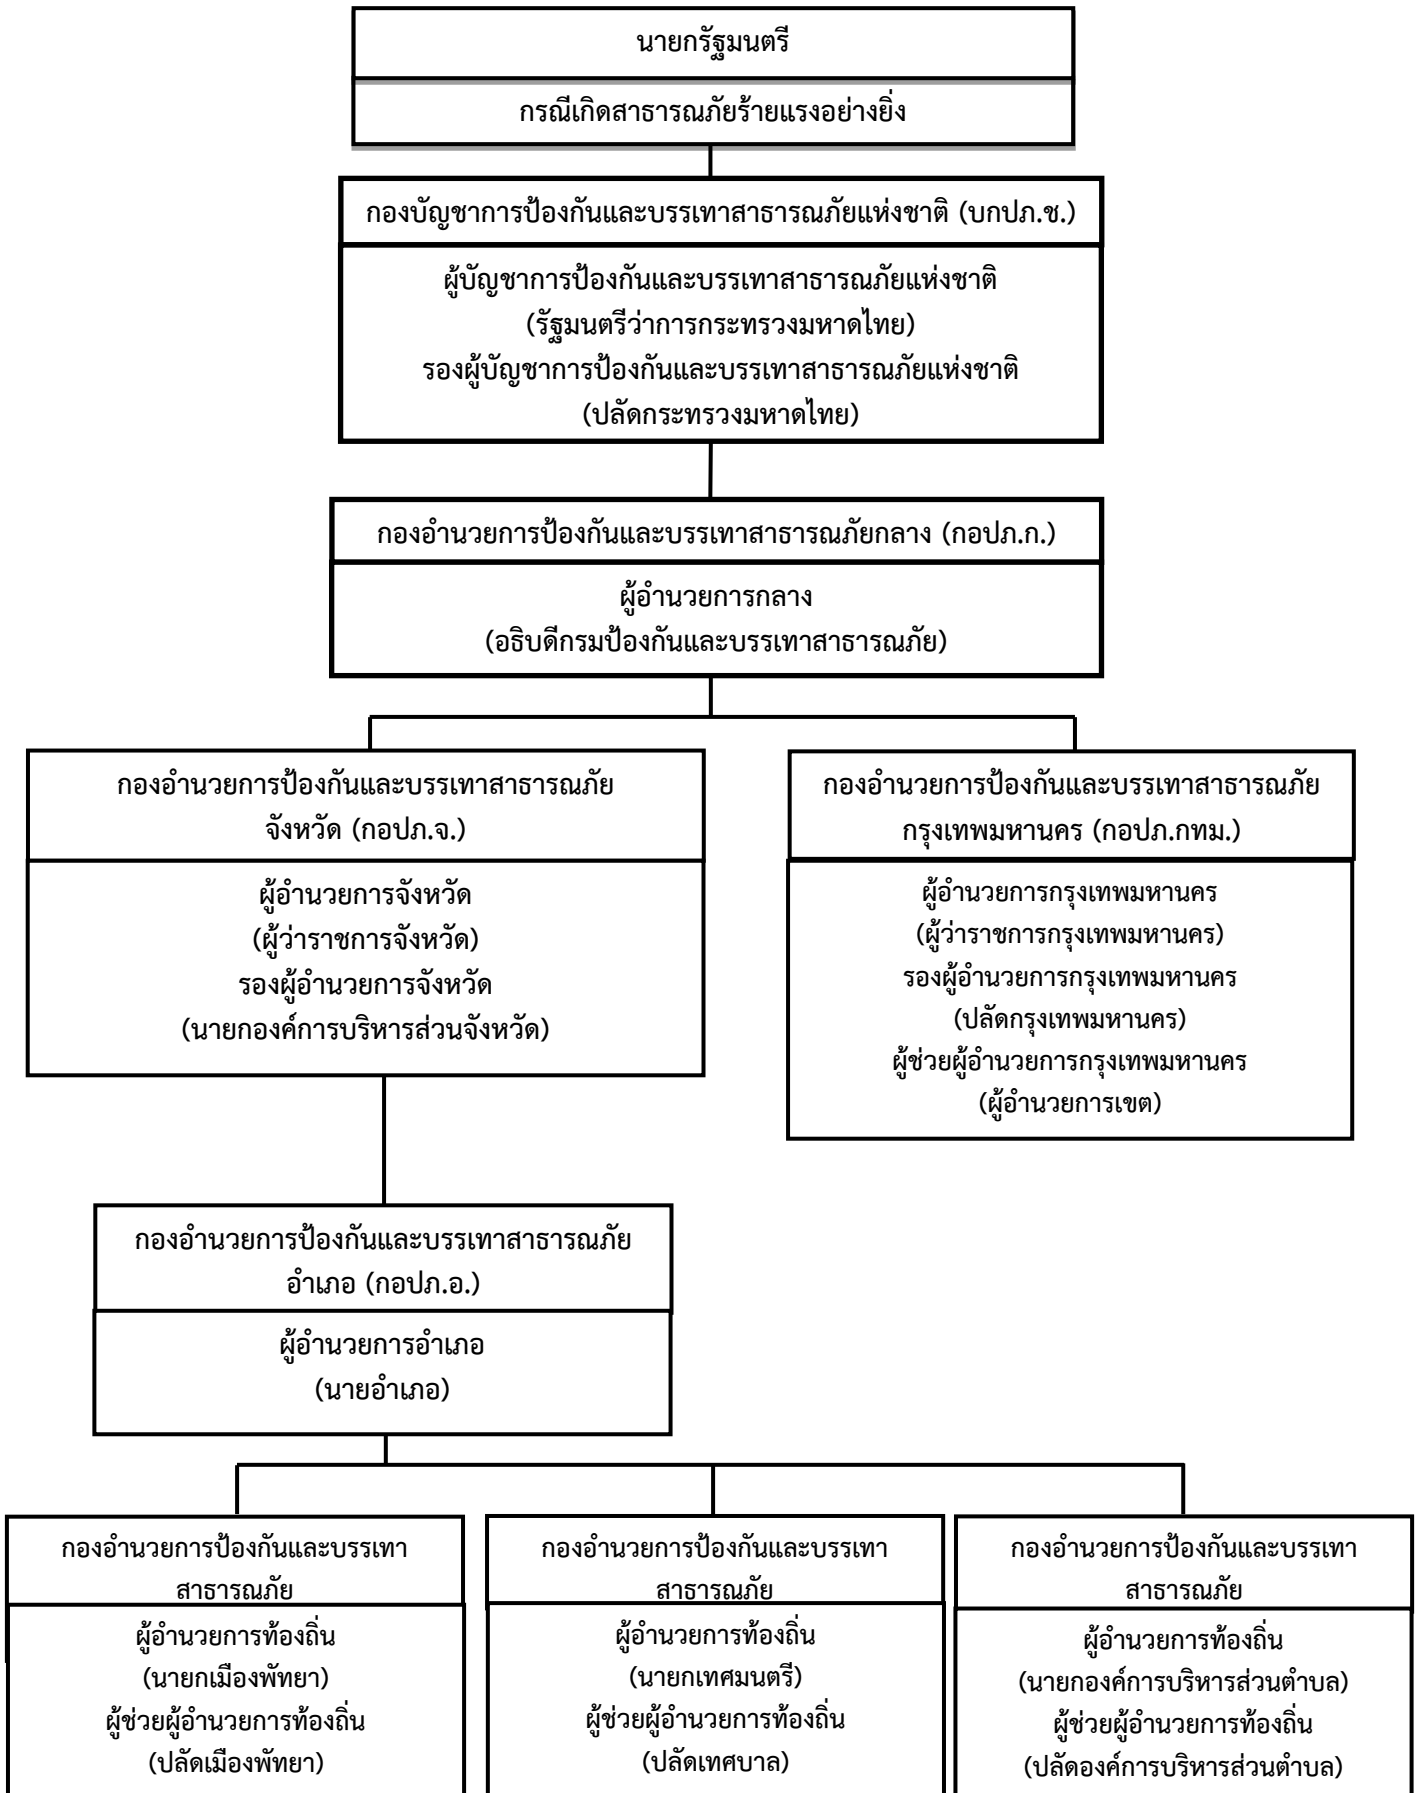 นายกรัฐมนตรี
กรณีเกิดสาธารณภัยร้ายแรงอย่างยิ่ง
กองบัญชาการป้องกันและบรรเทาสาธารณภัยแห่งชาติ (บกปภ.ช.)
ผู้บัญชาการป้องกันและบรรเทาสาธารณภัยแห่งชาติ
(รัฐมนตรีว่าการกระทรวงมหาดไทย)
รองผู้บัญชาการป้องกันและบรรเทาสาธารณภัยแห่งชาติ
(ปลัดกระทรวงมหาดไทย)
กองอำนวยการป้องกันและบรรเทาสาธารณภัยกลาง (กอปภ.ก.)
ผู้อำนวยการกลาง
(อธิบดีกรมป้องกันและบรรเทาสาธารณภัย)
กองอำนวยการป้องกันและบรรเทาสาธารณภัย
จังหวัด (กอปภ.จ.)
ผู้อำนวยการจังหวัด
(ผู้ว่าราชการจังหวัด)
รองผู้อำนวยการจังหวัด
(นายกองค์การบริหารส่วนจังหวัด)
กองอำนวยการป้องกันและบรรเทาสาธารณภัย
กรุงเทพมหานคร (กอปภ.กทม.)
ผู้อำนวยการกรุงเทพมหานคร
(ผู้ว่าราชการกรุงเทพมหานคร)
รองผู้อำนวยการกรุงเทพมหานคร
(ปลัดกรุงเทพมหานคร)
ผู้ช่วยผู้อำนวยการกรุงเทพมหานคร
(ผู้อำนวยการเขต)
กองอำนวยการป้องกันและบรรเทาสาธารณภัย
อำเภอ (กอปภ.อ.)
ผู้อำนวยการอำเภอ
(นายอำเภอ)
กองอำนวยการป้องกันและบรรเทา
สาธารณภัย
ผู้อำนวยการท้องถิ่น
(นายกเมืองพัทยา)
ผู้ช่วยผู้อำนวยการท้องถิ่น
(ปลัดเมืองพัทยา)
กองอำนวยการป้องกันและบรรเทา
สาธารณภัย
ผู้อำนวยการท้องถิ่น
(นายกเทศมนตรี)
ผู้ช่วยผู้อำนวยการท้องถิ่น
(ปลัดเทศบาล)
กองอำนวยการป้องกันและบรรเทา
สาธารณภัย
ผู้อำนวยการท้องถิ่น
(นายกองค์การบริหารส่วนตำบล)
ผู้ช่วยผู้อำนวยการท้องถิ่น
(ปลัดองค์การบริหารส่วนตำบล)